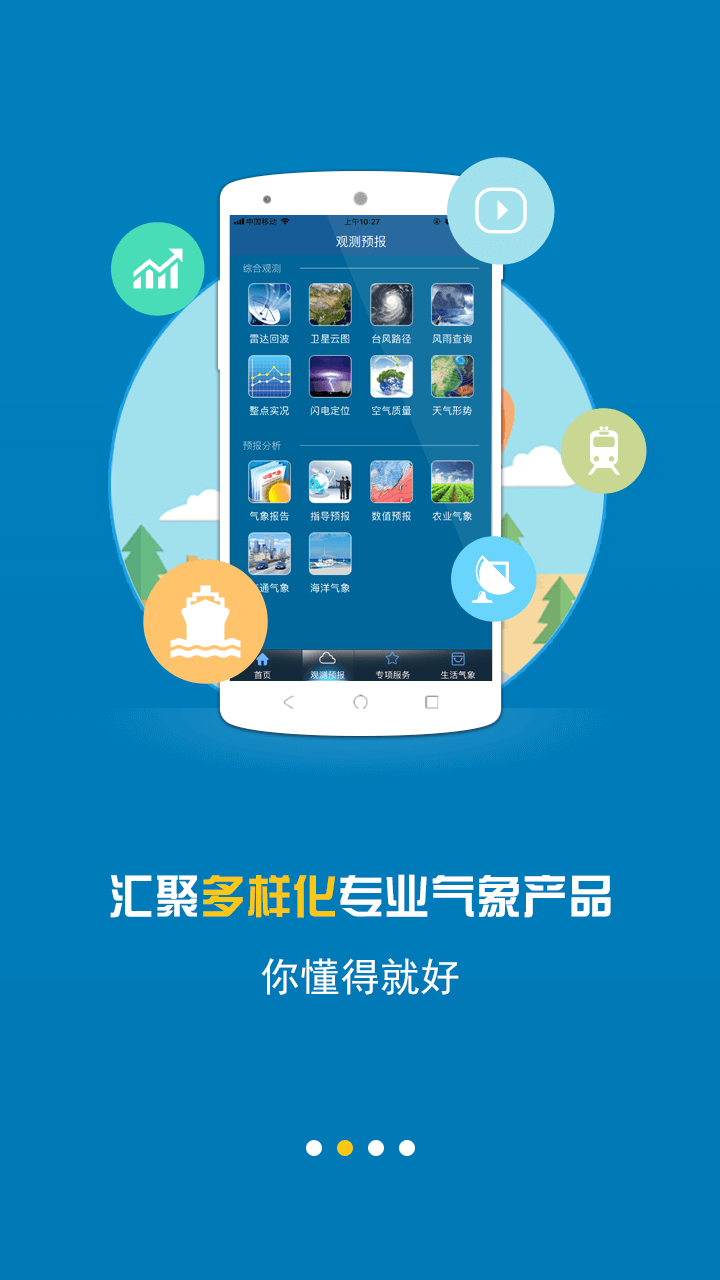 中国移动 上午10:27
观测预报
综合观测
雷达回波 卫星云图 台风路径 风雨查询
整点实况 闪电定位 空气质量 天气形势
预报分析
气象报告 指导预报 数值预报 农业气象
通气象 海洋气象
首页 观测预报 专项服务 生活气象
汇聚多样化专业气象产品
你懂得就好